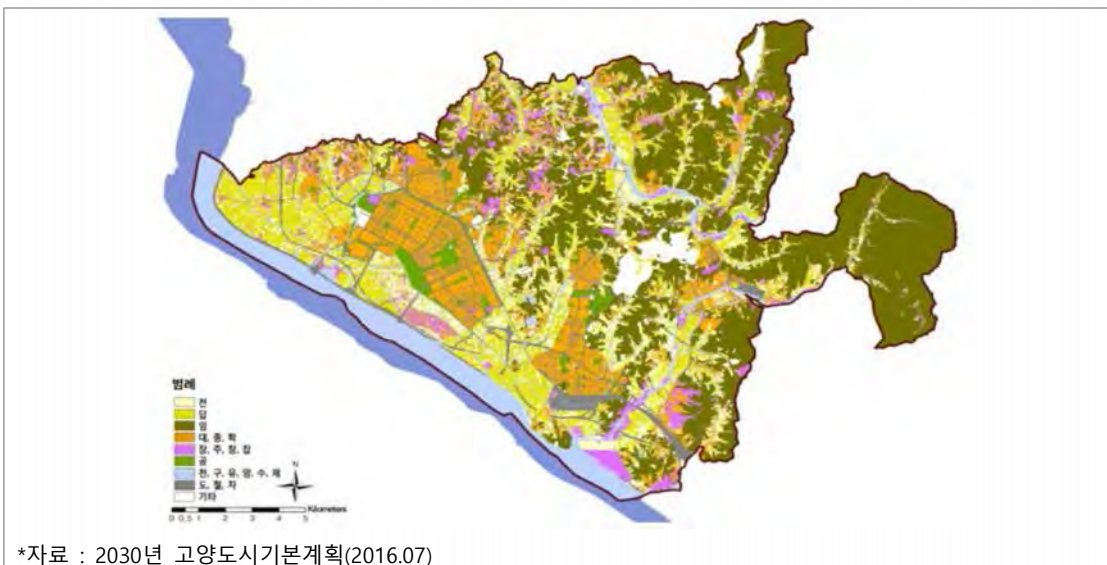 범례
전
답
임
대, 종, 학
장, 주, 창, 잡
공
천, 구, 유, 양, 수, 제
도, 철, 차
기타
N
0 0.5 1 2 3 4 5 Kilometers
*자료 : 2030년 고양도시기본계획(2016.07)